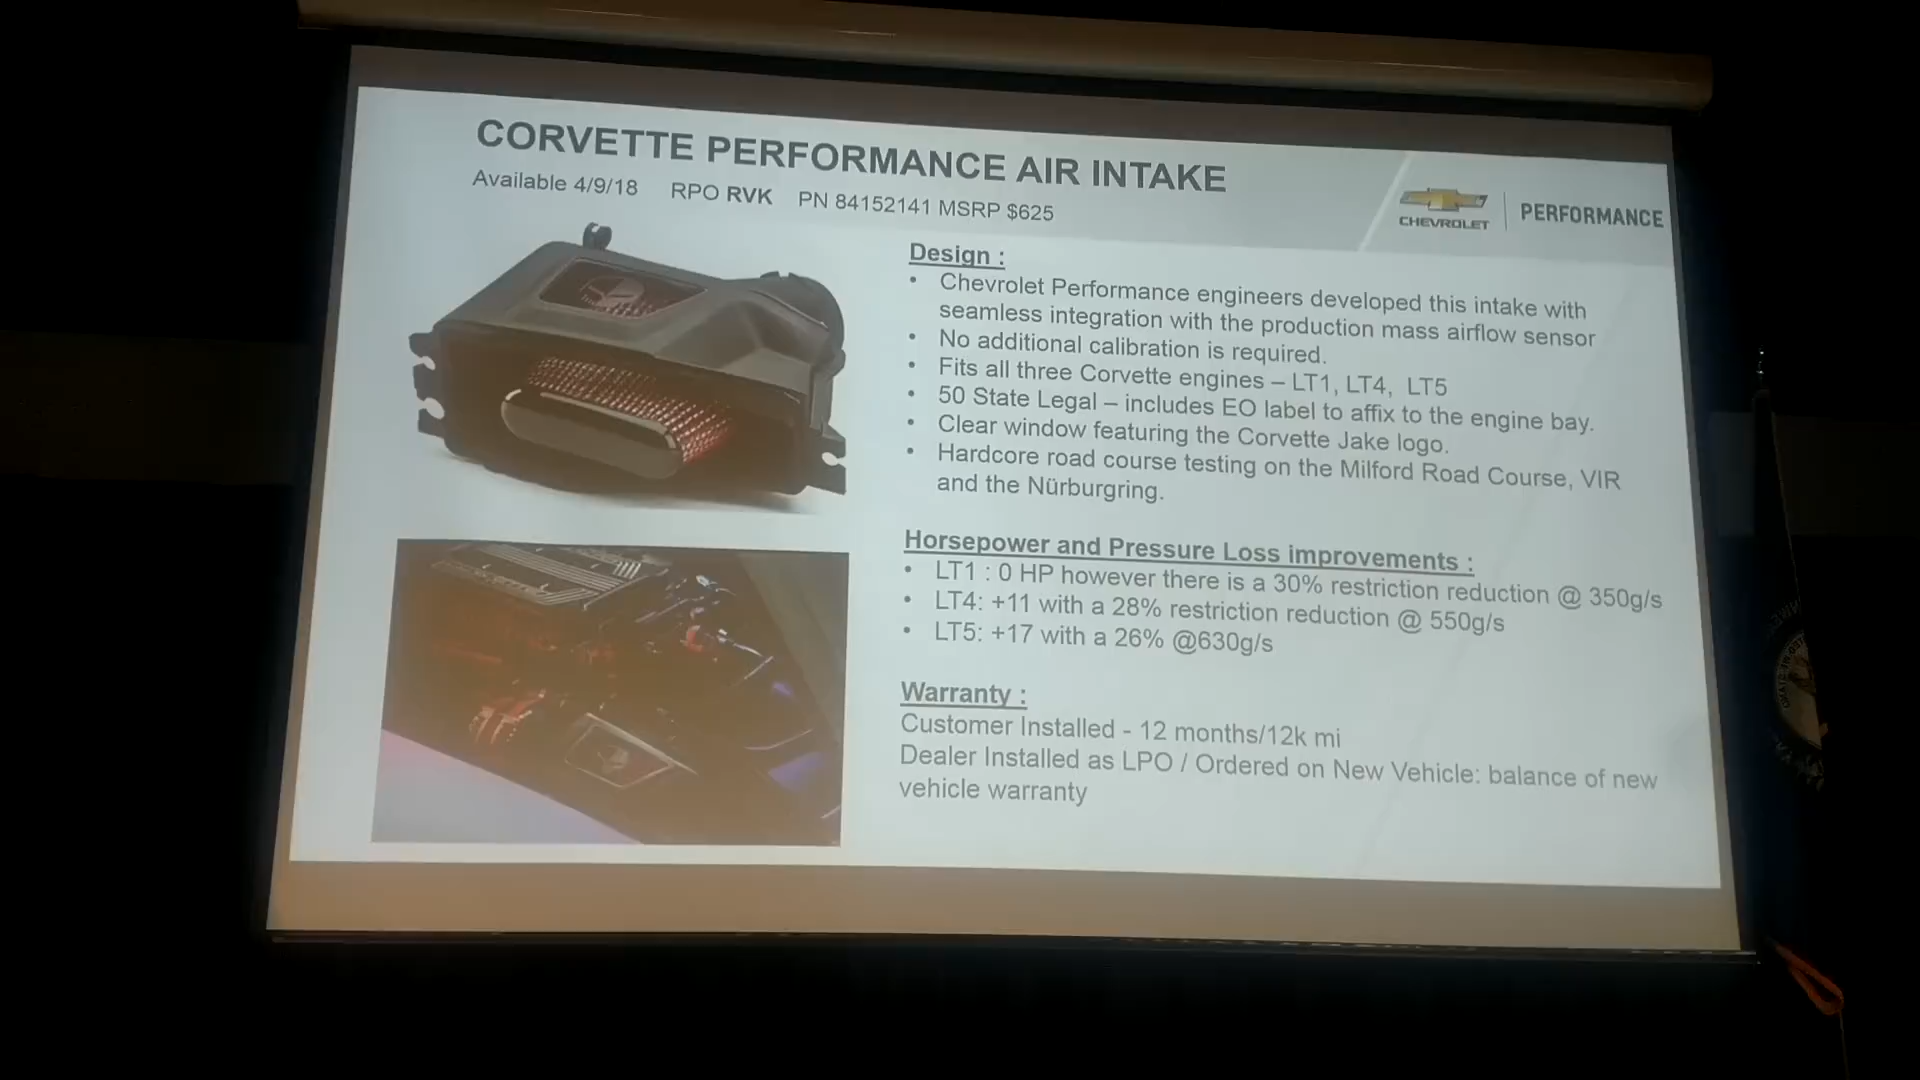 CORVETTE PERFORMANCE AIR INTAKE
Available 4/9/18 RPO RVK PN 84152141 MSRP $625
CHEVROLET PERFORMANCE
Design :
• Chevrolet Performance engineers developed this intake with
seamless integration with the production mass airflow sensor
• No additional calibration is required.
• Fits all three Corvette engines – LT1, LT4, LT5
• 50 State Legal – includes EO label to affix to the engine bay.
• Clear window featuring the Corvette Jake logo.
• Hardcore road course testing on the Milford Road Course, VIR
and the Nürburgring.
Horsepower and Pressure Loss improvements :
• LT1 : 0 HP however there is a 30% restriction reduction @ 350g/s
• LT4: +11 with a 28% restriction reduction @ 550g/s
• LT5: +17 with a 26% @630g/s
Warranty :
Customer Installed - 12 months/12k mi
Dealer Installed as LPO / Ordered on New Vehicle: balance of new
vehicle warranty